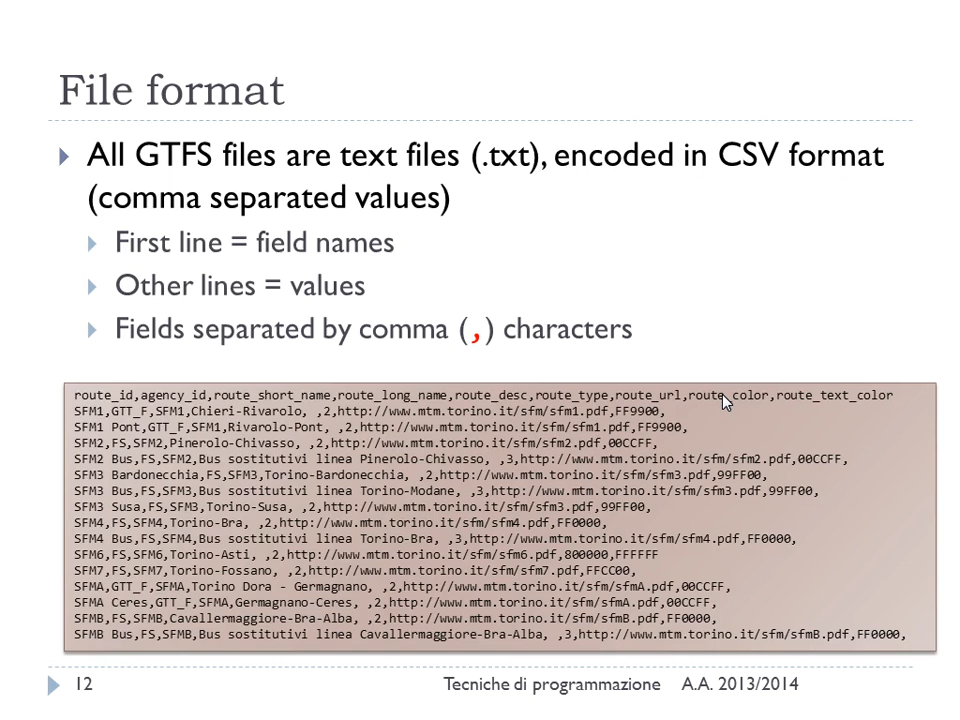 File format
All GTFS files are text files (.txt), encoded in CSV format
(comma separated values)
First line = field names
Other lines = values
Fields separated by comma (,) characters
route_id,agency_id,route_short_name,route_long_name,route_desc,route_type,route_url,route_color,route_text_color
SFM1,GTT_F,SFM1,Chieri-Rivarolo, ,2,http://www.mtm.torino.it/sfm/sfm1.pdf,FF9900,
SFM1 Pont,GTT_F,SFM1,Rivarolo-Pont, ,2,http://www.mtm.torino.it/sfm/sfm1.pdf,FF9900,
SFM2,FS,SFM2,Pinerolo-Chivasso, ,2,http://www.mtm.torino.it/sfm/sfm2.pdf,00CCFF,
SFM2 Bus,FS,SFM2,Bus sostitutivi linea Pinerolo-Chivasso, ,3,http://www.mtm.torino.it/sfm/sfm2.pdf,00CCFF,
SFM3 Bardonecchia,FS,SFM3,Torino-Bardonecchia, ,2,http://www.mtm.torino.it/sfm/sfm3.pdf,99FF00,
SFM3 Bus,FS,SFM3,Bus sostitutivi linea Torino-Modane, ,3,http://www.mtm.torino.it/sfm/sfm3.pdf,99FF00,
SFM3 Susa,FS,SFM3,Torino-Susa, ,2,http://www.mtm.torino.it/sfm/sfm3.pdf,99FF00,
SFM4,FS,SFM4,Torino-Bra, ,2,http://www.mtm.torino.it/sfm/sfm4.pdf,FF0000,
SFM4 Bus,FS,SFM4,Bus sostitutivi linea Torino-Bra, ,3,http://www.mtm.torino.it/sfm/sfm4.pdf,FF0000,
SFM6,FS,SFM6,Torino-Asti, ,2,http://www.mtm.torino.it/sfm/sfm6.pdf,800000,FFFFFF
SFM7,FS,SFM7,Torino-Fossano, ,2,http://www.mtm.torino.it/sfm/sfm7.pdf,FFCC00,
SFMA,GTT_F,SFMA,Torino Dora - Germagnano, ,2,http://www.mtm.torino.it/sfm/sfmA.pdf,00CCFF,
SFMA Ceres,GTT_F,SFMA,Germagnano-Ceres, ,2,http://www.mtm.torino.it/sfm/sfmA.pdf,00CCFF,
SFMB,FS,SFMB,Cavallermaggiore-Bra-Alba, ,2,http://www.mtm.torino.it/sfm/sfmB.pdf,FF0000,
SFMB Bus,FS,SFMB,Bus sostitutivi linea Cavallermaggiore-Bra-Alba, ,3,http://www.mtm.torino.it/sfm/sfmB.pdf,FF0000,
12 Tecniche di programmazione A.A. 2013/2014